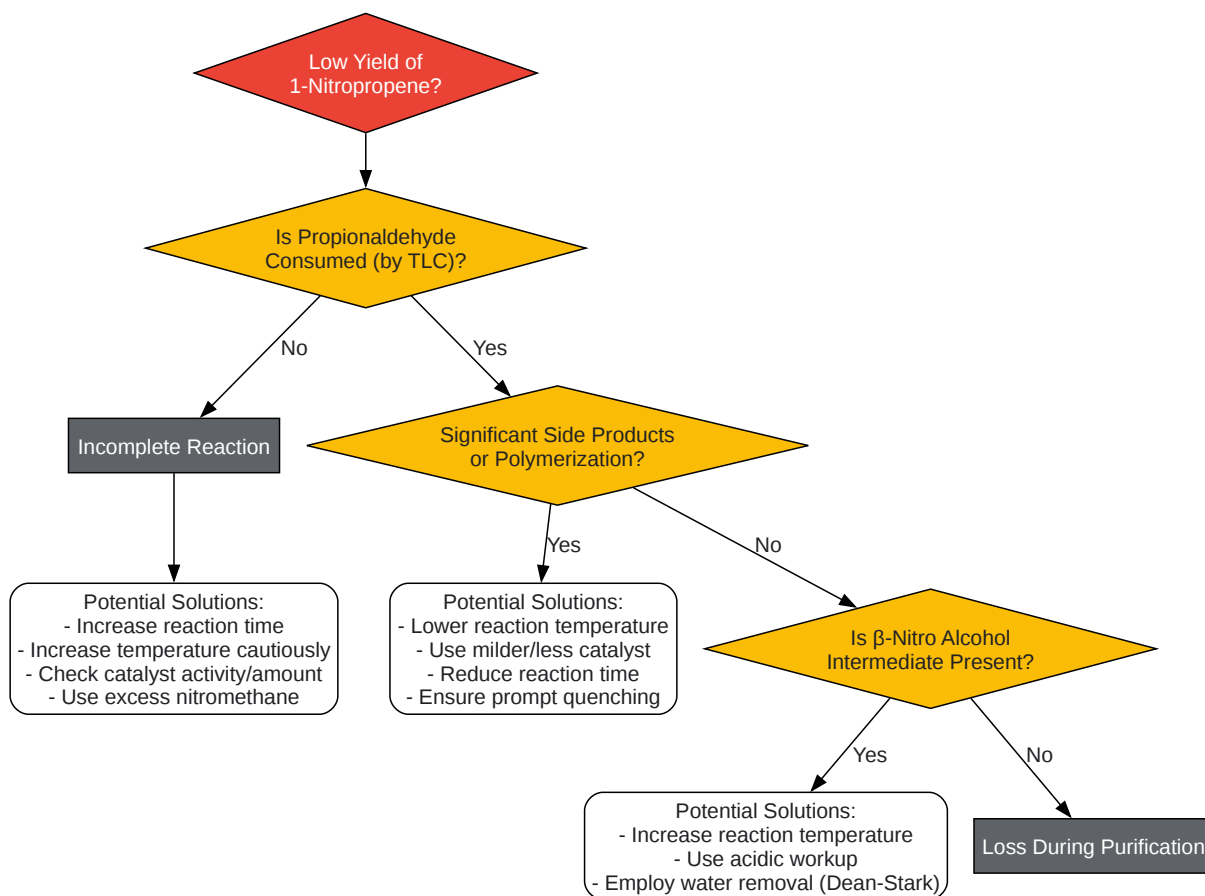 Low Yield of
1-Nitropropene?
Is Propionaldehyde
Consumed (by TLC)?
No
Yes
Incomplete Reaction
Significant Side Products
or Polymerization?
Yes
No
Potential Solutions:
- Increase reaction time
- Increase temperature cautiously
- Check catalyst activity/amount
- Use excess nitromethane
Potential Solutions:
- Lower reaction temperature
- Use milder/less catalyst
- Reduce reaction time
- Ensure prompt quenching
Is β-Nitro Alcohol
Intermediate Present?
Yes
No
Potential Solutions:
- Increase reaction temperature
- Use acidic workup
- Employ water removal (Dean-Stark)
Loss During Purification